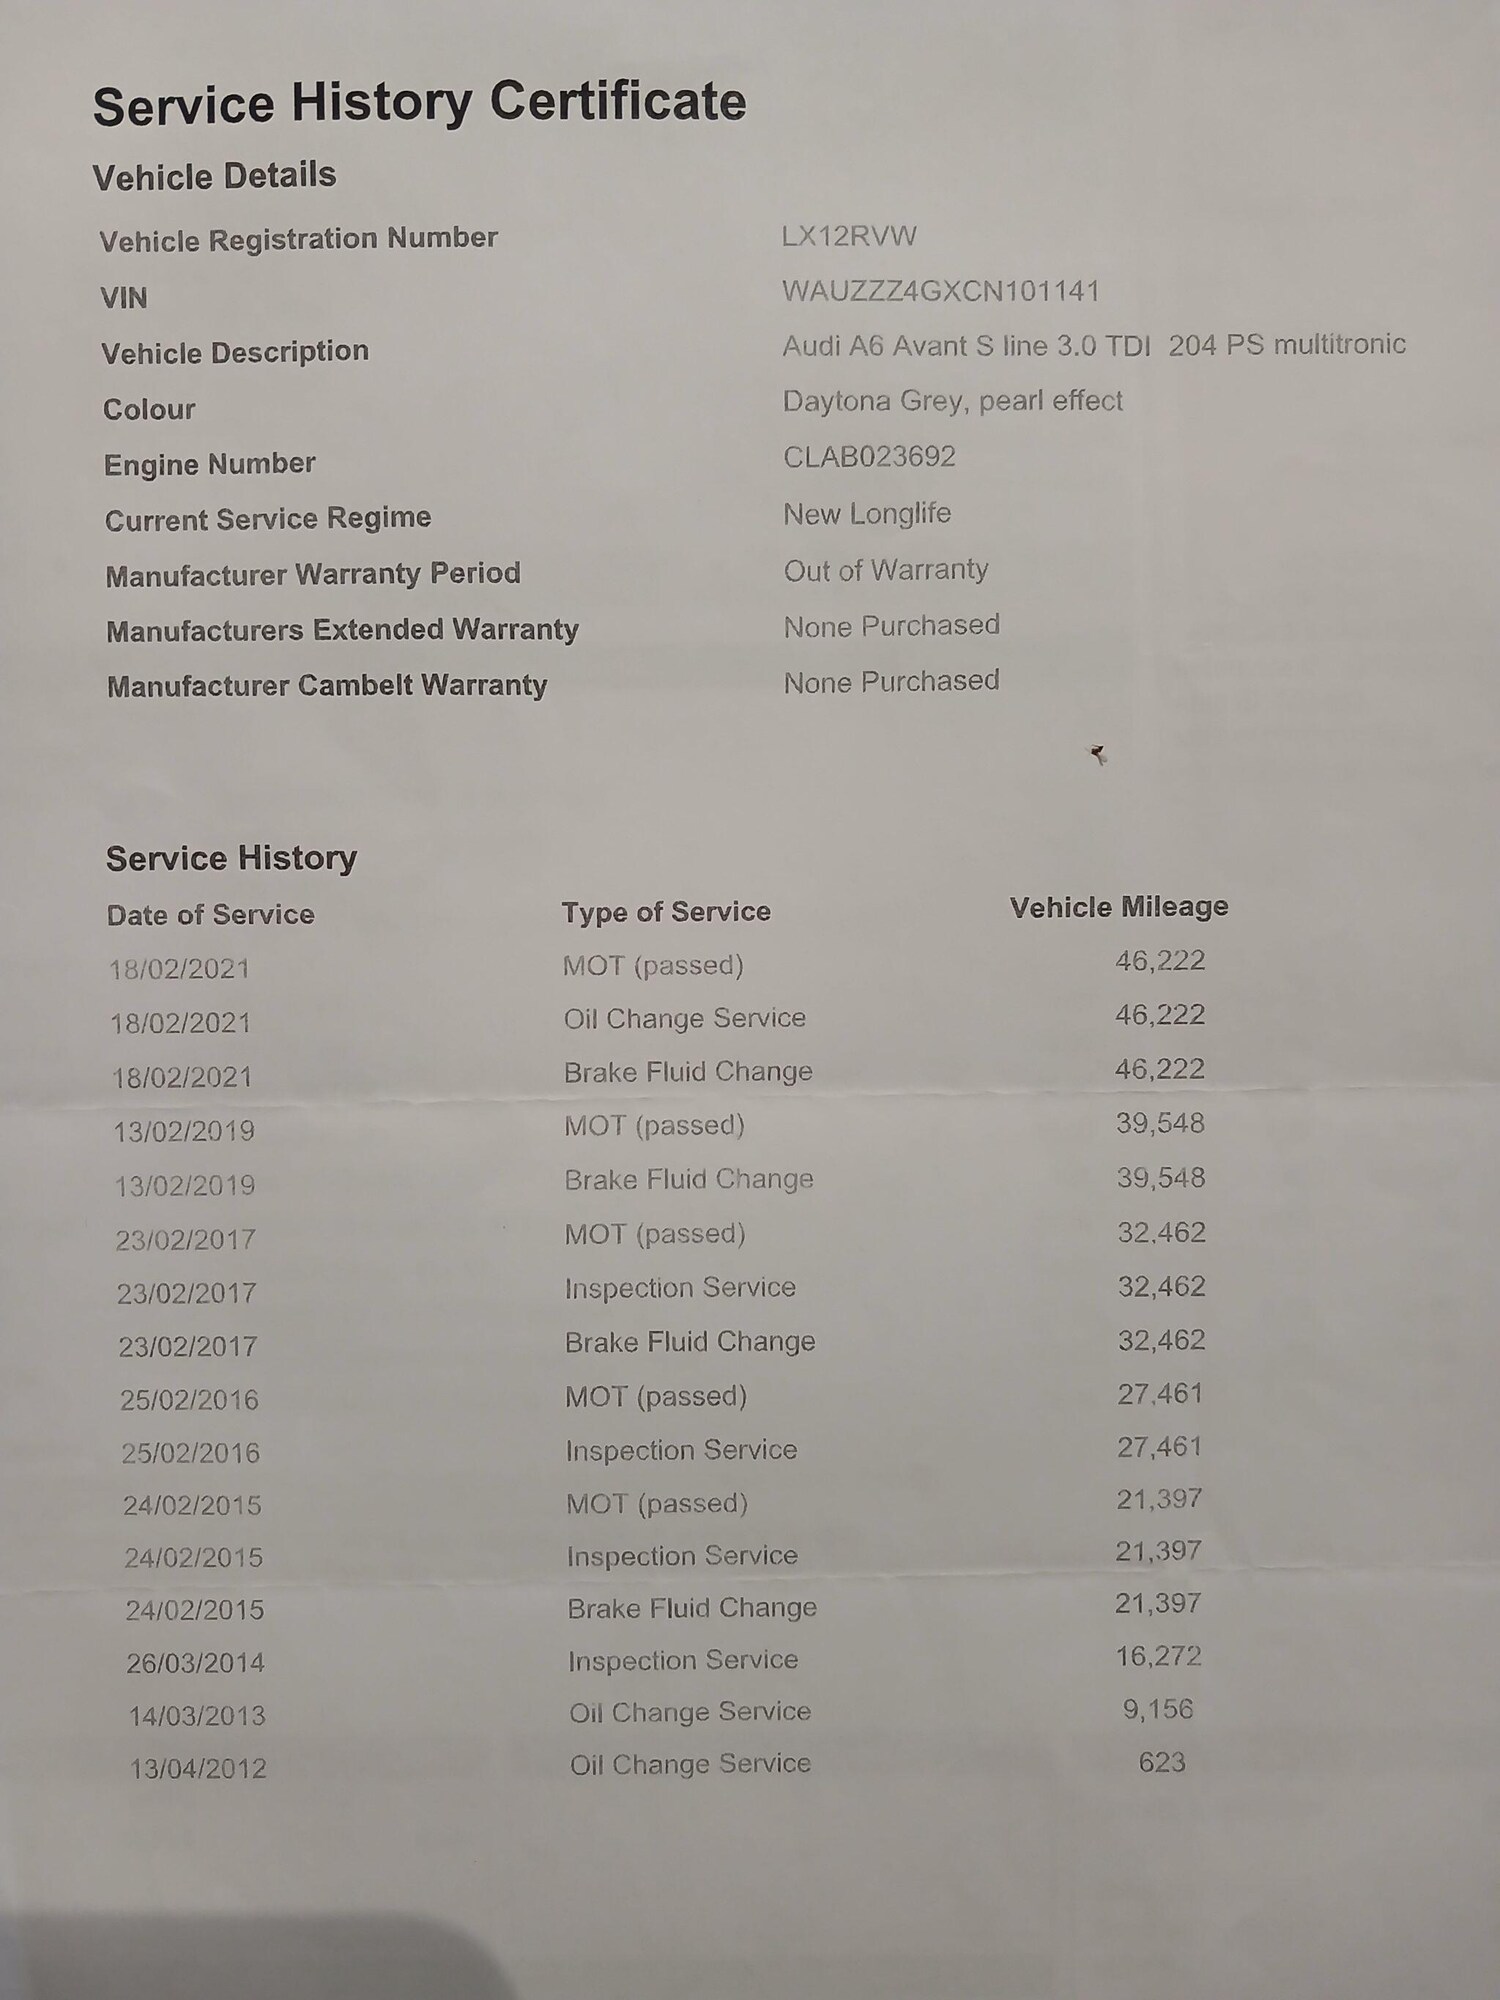 Service History Certificate
Vehicle Details
Vehicle Registration Number LX12RVW
VIN WAUZZZ4GXCN101141
Vehicle Description Audi A6 Avant S line 3.0 TDI 204 PS multitronic
Colour Daytona Grey, pearl effect
Engine Number CLAB023692
Current Service Regime New Longlife
Manufacturer Warranty Period Out of Warranty
Manufacturers Extended Warranty None Purchased
Manufacturer Cambelt Warranty None Purchased
Service History
Date of Service Type of Service Vehicle Mileage
18/02/2021 MOT (passed) 46,222
18/02/2021 Oil Change Service 46,222
18/02/2021 Brake Fluid Change 46,222
13/02/2019 MOT (passed) 39,548
13/02/2019 Brake Fluid Change 39,548
23/02/2017 MOT (passed) 32,462
23/02/2017 Inspection Service 32,462
23/02/2017 Brake Fluid Change 32,462
25/02/2016 MOT (passed) 27,461
25/02/2016 Inspection Service 27,461
24/02/2015 MOT (passed) 21,397
24/02/2015 Inspection Service 21,397
24/02/2015 Brake Fluid Change 21,397
26/03/2014 Inspection Service 16,272
14/03/2013 Oil Change Service 9,156
13/04/2012 Oil Change Service 623